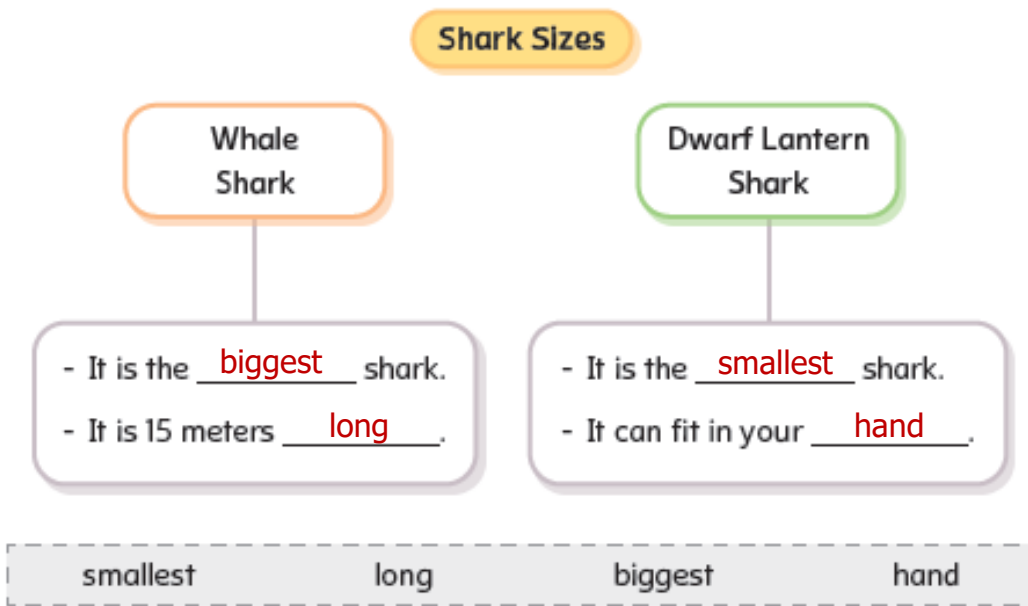 Shark Sizes
Whale
Shark
Dwarf Lantern
Shark
- It is the biggest shark.
- It is 15 meters long.
- It is the smallest shark.
- It can fit in your hand.
smallest long biggest hand